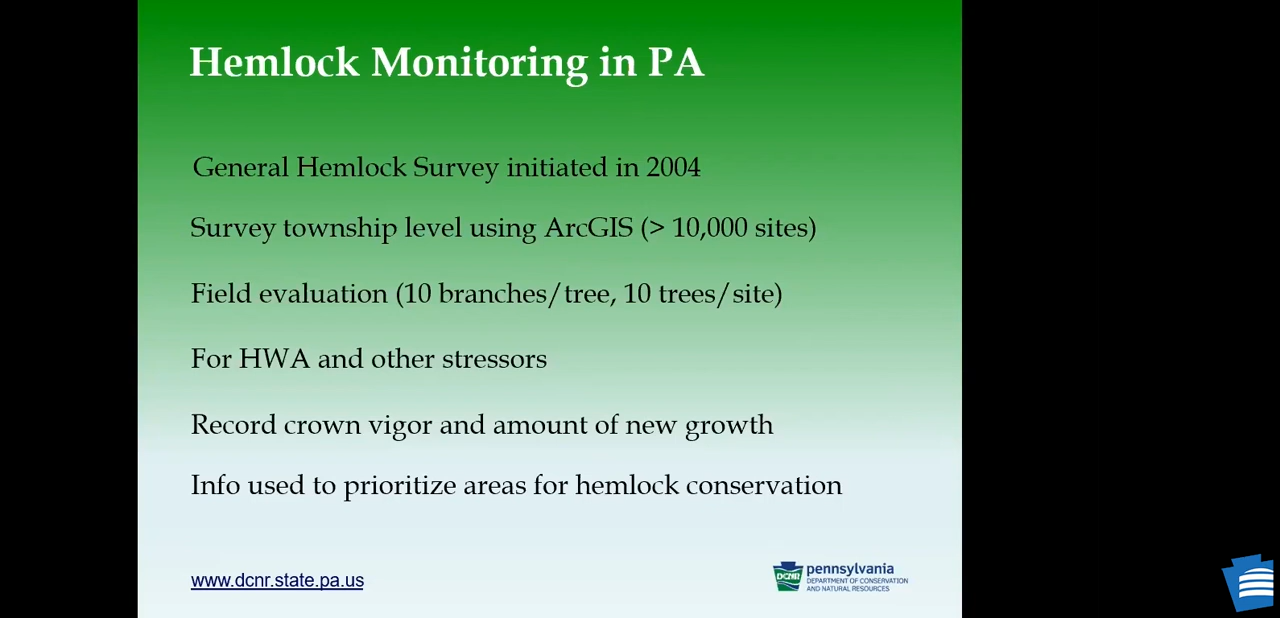 Hemlock Monitoring in PA
General Hemlock Survey initiated in 2004
Survey township level using ArcGIS (> 10,000 sites)
Field evaluation (10 branches/tree, 10 trees/site)
For HWA and other stressors
Record crown vigor and amount of new growth
Info used to prioritize areas for hemlock conservation
www.dcnr.state.pa.us
DCNR
pennsylvania
DEPARTMENT OF CONSERVATION
AND NATURAL RESOURCES